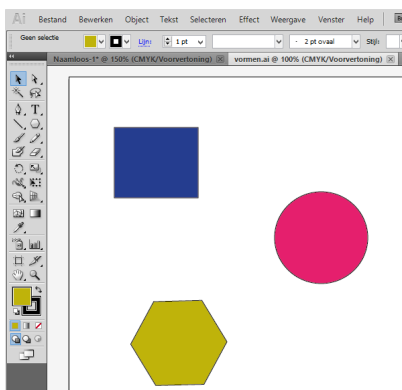 Ai Bestand Bewerken Object Tekst Selecteren Effect Weergave Venster Help
Geen selectie Lijn: 1 pt 2 pt ovaal Stijl:
Naamloos-1* @ 150% (CMYK/Voorvertoning) vormen.ai @ 100% (CMYK/Voorvertoning)
T